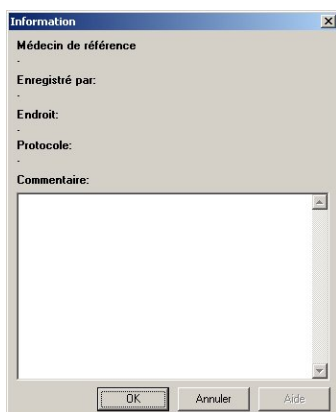 Information
Médecin de référence
-
Enregistré par:
-
Endroit:
-
Protocole:
-
Commentaire:
OK
Annuler
Aide